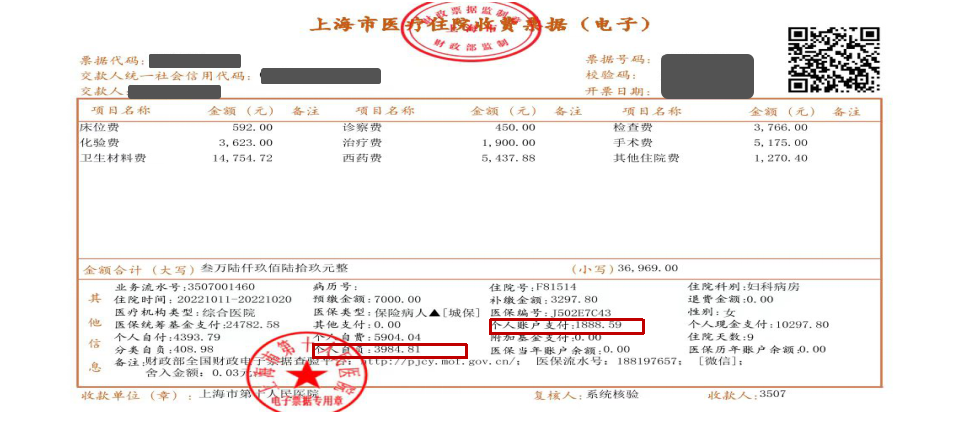 上海市医疗住院收费票据（电子）
财政票据监制章
上海市
财政部监制
票据代码： 票据号码：
交款人统一社会信用代码： 校验码：
交款人： 开票日期：
项目名称 金额（元） 备注 项目名称 金额（元） 备注 项目名称 金额（元） 备注
床位费 592.00 诊察费 450.00 检查费 3,766.00
化验费 3,623.00 治疗费 1,900.00 手术费 5,175.00
卫生材料费 14,754.72 西药费 5,437.88 其他住院费 1,270.40
金额合计（大写）叁万陆仟玖佰陆拾玖元整 （小写）36,969.00
其他信息
业务流水号:3507001460 病历号: 住院号:F81514 住院科别:妇科病房
住院时间:20221011-20221020 预缴金额:7000.00 补缴金额:3297.80 退费金额:0.00
医疗机构类型:综合医院 医保类型:保险病人▲[城保] 医保编号:J502E7C43 性别:女
医保统筹基金支付:24782.58 其他支付:0.00 个人账户支付:1888.59 个人现金支付:10297.80
个人自付:4393.79 个人自费:5904.04 附加基金支付:0.00 住院天数:9
分类自负:408.98 个人自负:3984.81 医保当年账户余额:0.00 医保历年账户余额:0.00
备注:财政部全国财政电子票据查验平台:http://pjcy.mof.gov.cn/; 医保流水号:188197657; [微信];
舍入金额: 0.03元
收款单位（章）:上海市第十人民医院 复核人:系统核验 收款人:3507
上海市第十人民医院
电子票据专用章